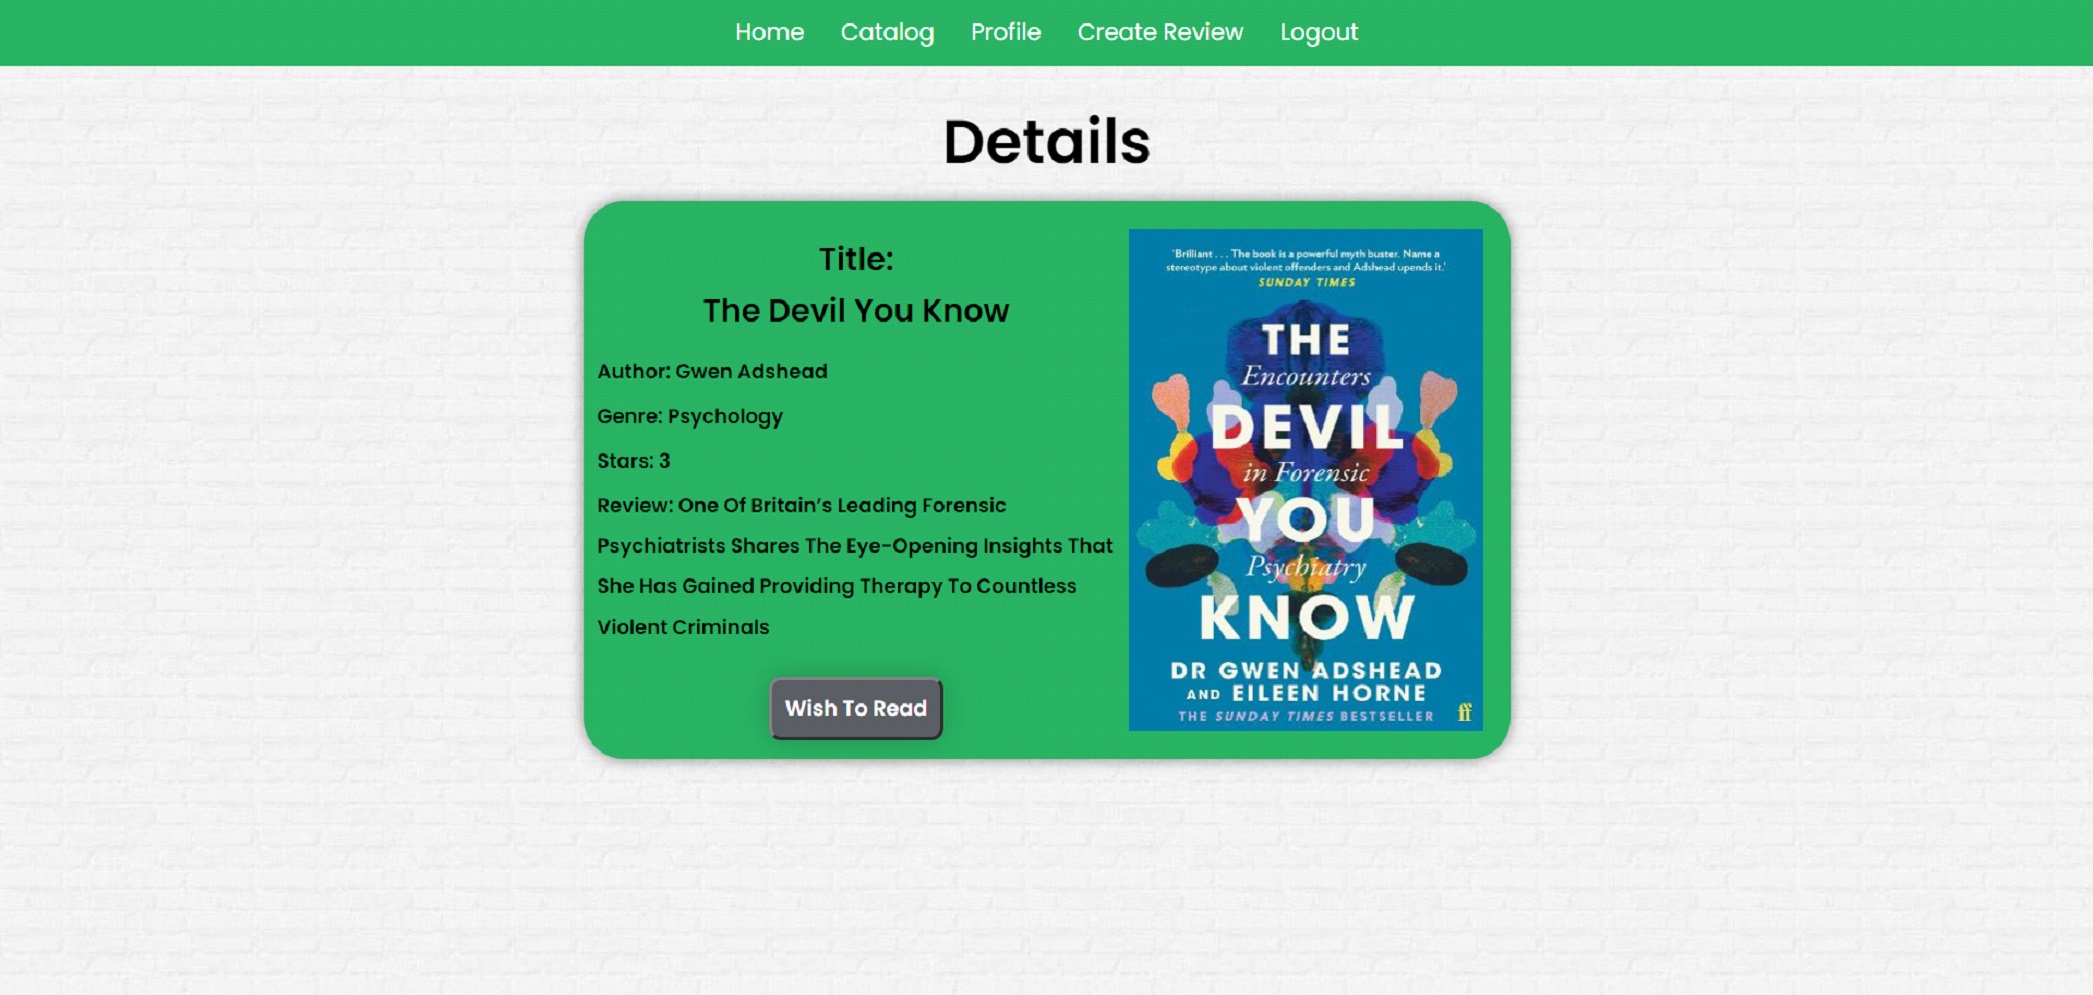 Home Catalog Profile Create Review Logout
Details
Title:
The Devil You Know
Author: Gwen Adshead
Genre: Psychology
Stars: 3
Review: One Of Britain’s Leading Forensic
Psychiatrists Shares The Eye-Opening Insights That
She Has Gained Providing Therapy To Countless
Violent Criminals
Wish To Read
'Brilliant . . . The book is a powerful myth buster. Name a
stereotype about violent offenders and Adshead upends it.'
SUNDAY TIMES
THE
Encounters
DEVIL
in Forensic
YOU
Psychiatry
KNOW
DR GWEN ADSHEAD
AND EILEEN HORNE
THE SUNDAY TIMES BESTSELLER
ff